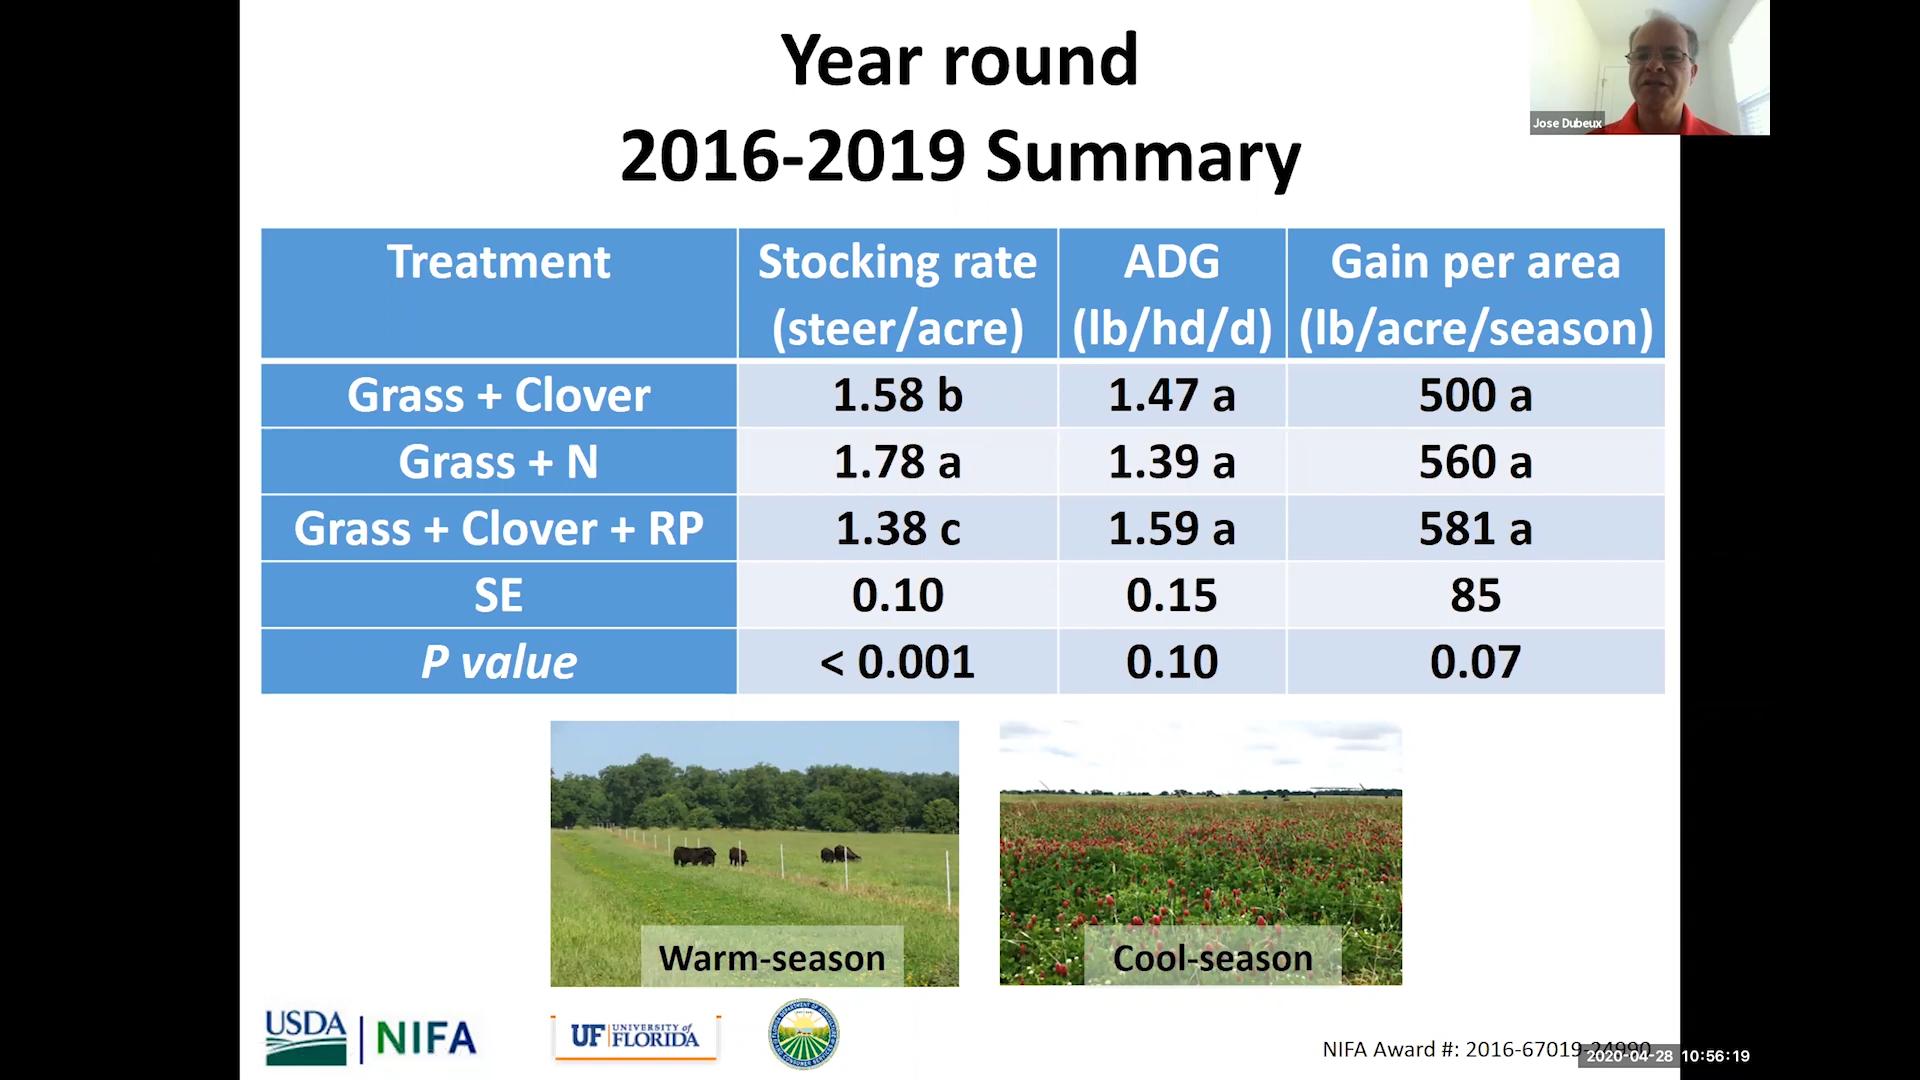 Year round
2016-2019 Summary
Jose Dubeux
Treatment
Stocking rate
(steer/acre)
ADG
(lb/hd/d)
Gain per area
(lb/acre/season)
Grass + Clover
1.58 b
1.47 a
500 a
Grass + N
1.78 a
1.39 a
560 a
Grass + Clover + RP
1.38 c
1.59 a
581 a
SE
0.10
0.15
85
P value
< 0.001
0.10
0.07
Warm-season
Cool-season
USDA
NIFA
UF UNIVERSITY of
FLORIDA
NIFA Award #: 2016-67019-24990
2020-04-28 10:56:19